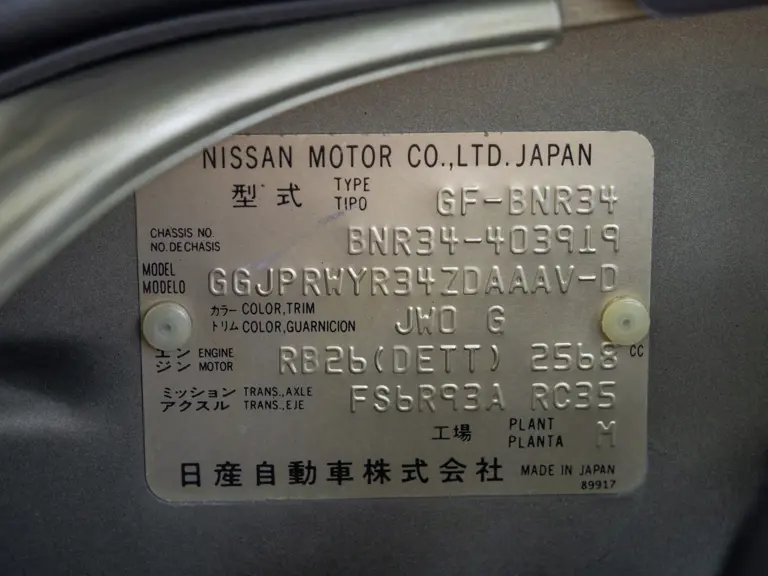 NISSAN MOTOR CO.,LTD. JAPAN
型式 TYPE TIPO GF-BNR34
CHASSIS NO. NO. DE CHASIS BNR34-403919
MODEL MODELO GGJPRWYR34ZDAAAV-D
カラー COLOR,TRIM
トリム COLOR,GUARNICION JW0 G
エンジン ENGINE MOTOR RB26(DETT) 2568 CC
ミッション TRANS.,AXLE
アクスル TRANS.,EJE FS6R93A RC35
工場 PLANT PLANTA M
日産自動車株式会社 MADE IN JAPAN
89917